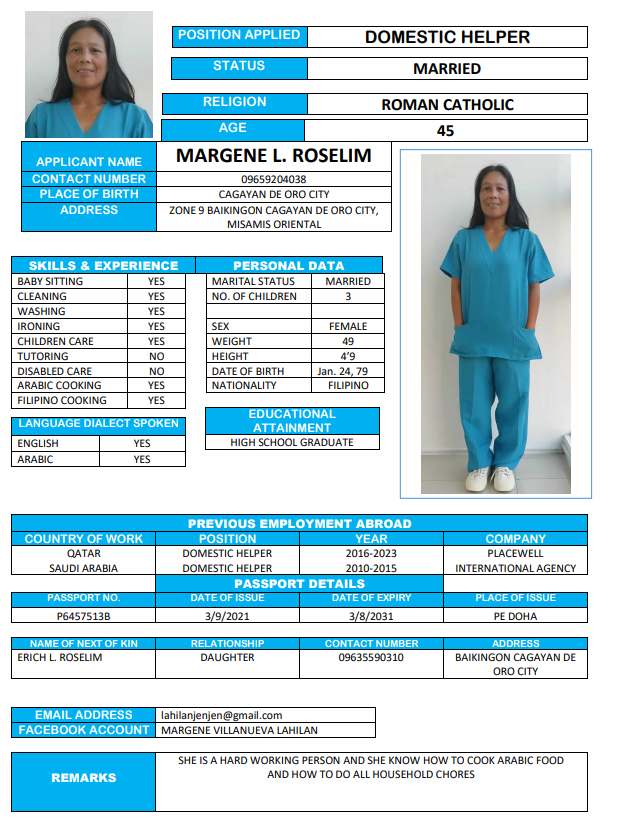 POSITION APPLIED DOMESTIC HELPER
STATUS MARRIED
RELIGION ROMAN CATHOLIC
AGE 45
APPLICANT NAME MARGENE L. ROSELIM
CONTACT NUMBER 09659204038
PLACE OF BIRTH CAGAYAN DE ORO CITY
ADDRESS ZONE 9 BAIKINGON CAGAYAN DE ORO CITY,
MISAMIS ORIENTAL
SKILLS & EXPERIENCE
BABY SITTING YES
CLEANING YES
WASHING YES
IRONING YES
CHILDREN CARE YES
TUTORING NO
DISABLED CARE NO
ARABIC COOKING YES
FILIPINO COOKING YES
LANGUAGE DIALECT SPOKEN
ENGLISH YES
ARABIC YES
PERSONAL DATA
MARITAL STATUS MARRIED
NO. OF CHILDREN 3
SEX FEMALE
WEIGHT 49
HEIGHT 4'9
DATE OF BIRTH Jan. 24, 79
NATIONALITY FILIPINO
EDUCATIONAL
ATTAINMENT
HIGH SCHOOL GRADUATE
PREVIOUS EMPLOYMENT ABROAD
COUNTRY OF WORK POSITION YEAR COMPANY
QATAR DOMESTIC HELPER 2016-2023 PLACEWELL
SAUDI ARABIA DOMESTIC HELPER 2010-2015 INTERNATIONAL AGENCY
PASSPORT DETAILS
PASSPORT NO. DATE OF ISSUE DATE OF EXPIRY PLACE OF ISSUE
P6457513B 3/9/2021 3/8/2031 PE DOHA
NAME OF NEXT OF KIN RELATIONSHIP CONTACT NUMBER ADDRESS
ERICH L. ROSELIM DAUGHTER 09635590310 BAIKINGON CAGAYAN DE
ORO CITY
EMAIL ADDRESS lahilanjenjen@gmail.com
FACEBOOK ACCOUNT MARGENE VILLANUEVA LAHILAN
REMARKS
SHE IS A HARD WORKING PERSON AND SHE KNOW HOW TO COOK ARABIC FOOD
AND HOW TO DO ALL HOUSEHOLD CHORES